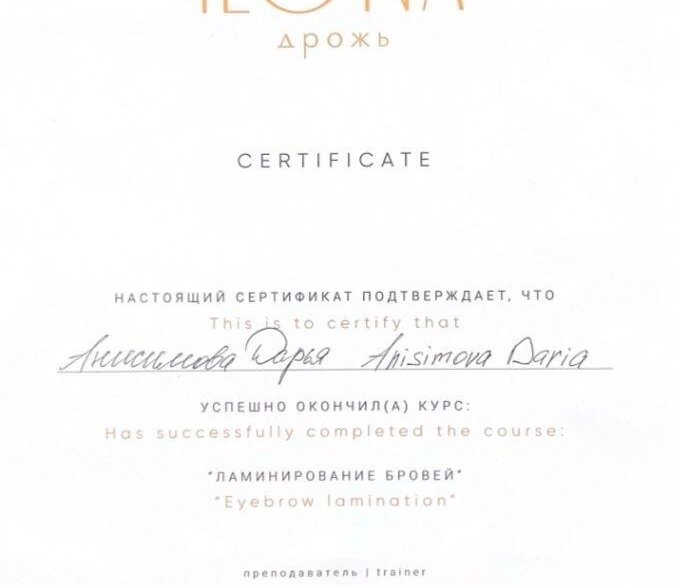 дрожь
CERTIFICATE
НАСТОЯЩИЙ СЕРТИФИКАТ ПОДТВЕРЖДАЕТ, ЧТО
This is to certify that
Анисимова Дарья Anisimova Daria
УСПЕШНО ОКОНЧИЛ(А) КУРС:
Has successfully completed the course:
"ЛАМИНИРОВАНИЕ БРОВЕЙ"
"Eyebrow lamination"
преподаватель | trainer